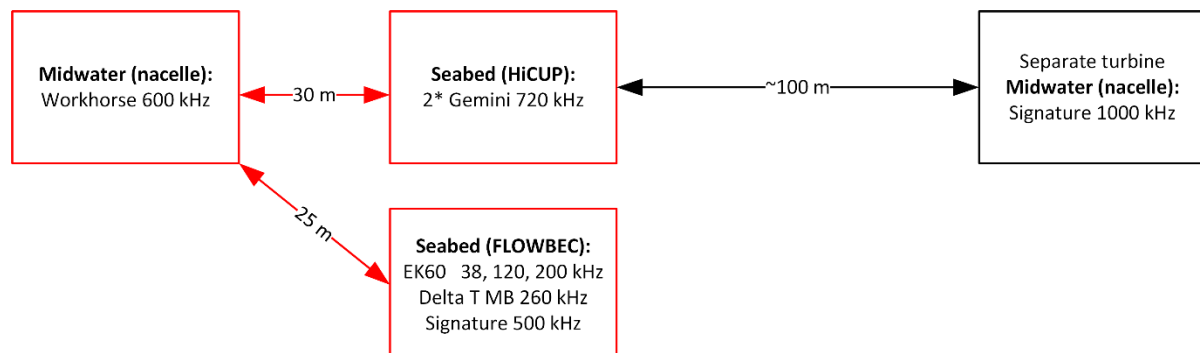 Midwater (nacelle):
Workhorse 600 kHz
30 m
Seabed (HiCUP):
2* Gemini 720 kHz
~100 m
Separate turbine
Midwater (nacelle):
Signature 1000 kHz
25 m
Seabed (FLOWBEC):
EK60   38, 120, 200 kHz
Delta T MB 260 kHz
Signature 500 kHz